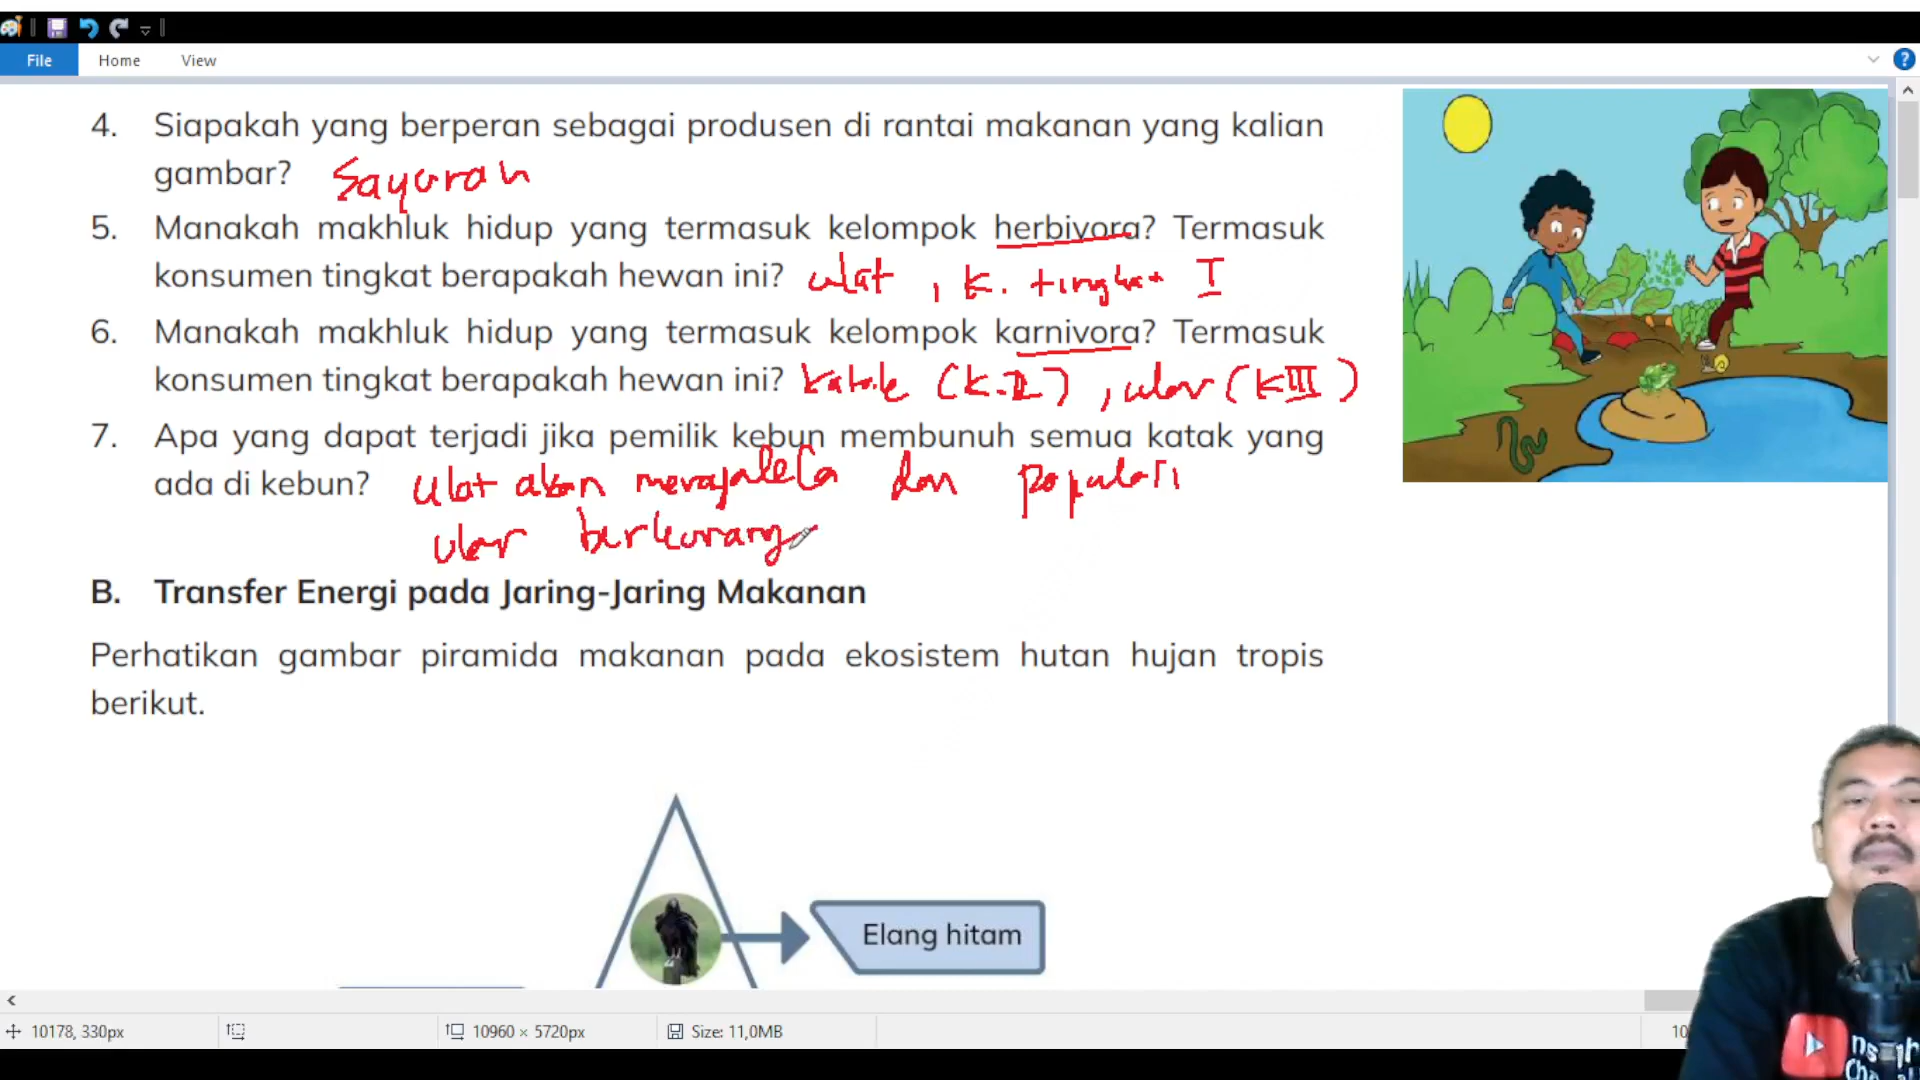 File Home View
4. Siapakah yang berperan sebagai produsen di rantai makanan yang kalian
gambar? Sayuran
5. Manakah makhluk hidup yang termasuk kelompok herbivora? Termasuk
konsumen tingkat berapakah hewan ini? ulat , K. tingkat I
6. Manakah makhluk hidup yang termasuk kelompok karnivora? Termasuk
konsumen tingkat berapakah hewan ini? katak (K.II) , ular (KIII)
7. Apa yang dapat terjadi jika pemilik kebun membunuh semua katak yang
ada di kebun? Ulat akan merajalela dan populasi
ular berkurang
B. Transfer Energi pada Jaring-Jaring Makanan
Perhatikan gambar piramida makanan pada ekosistem hutan hujan tropis
berikut.
Elang hitam
10178, 330px 10960 × 5720px Size: 11,0MB